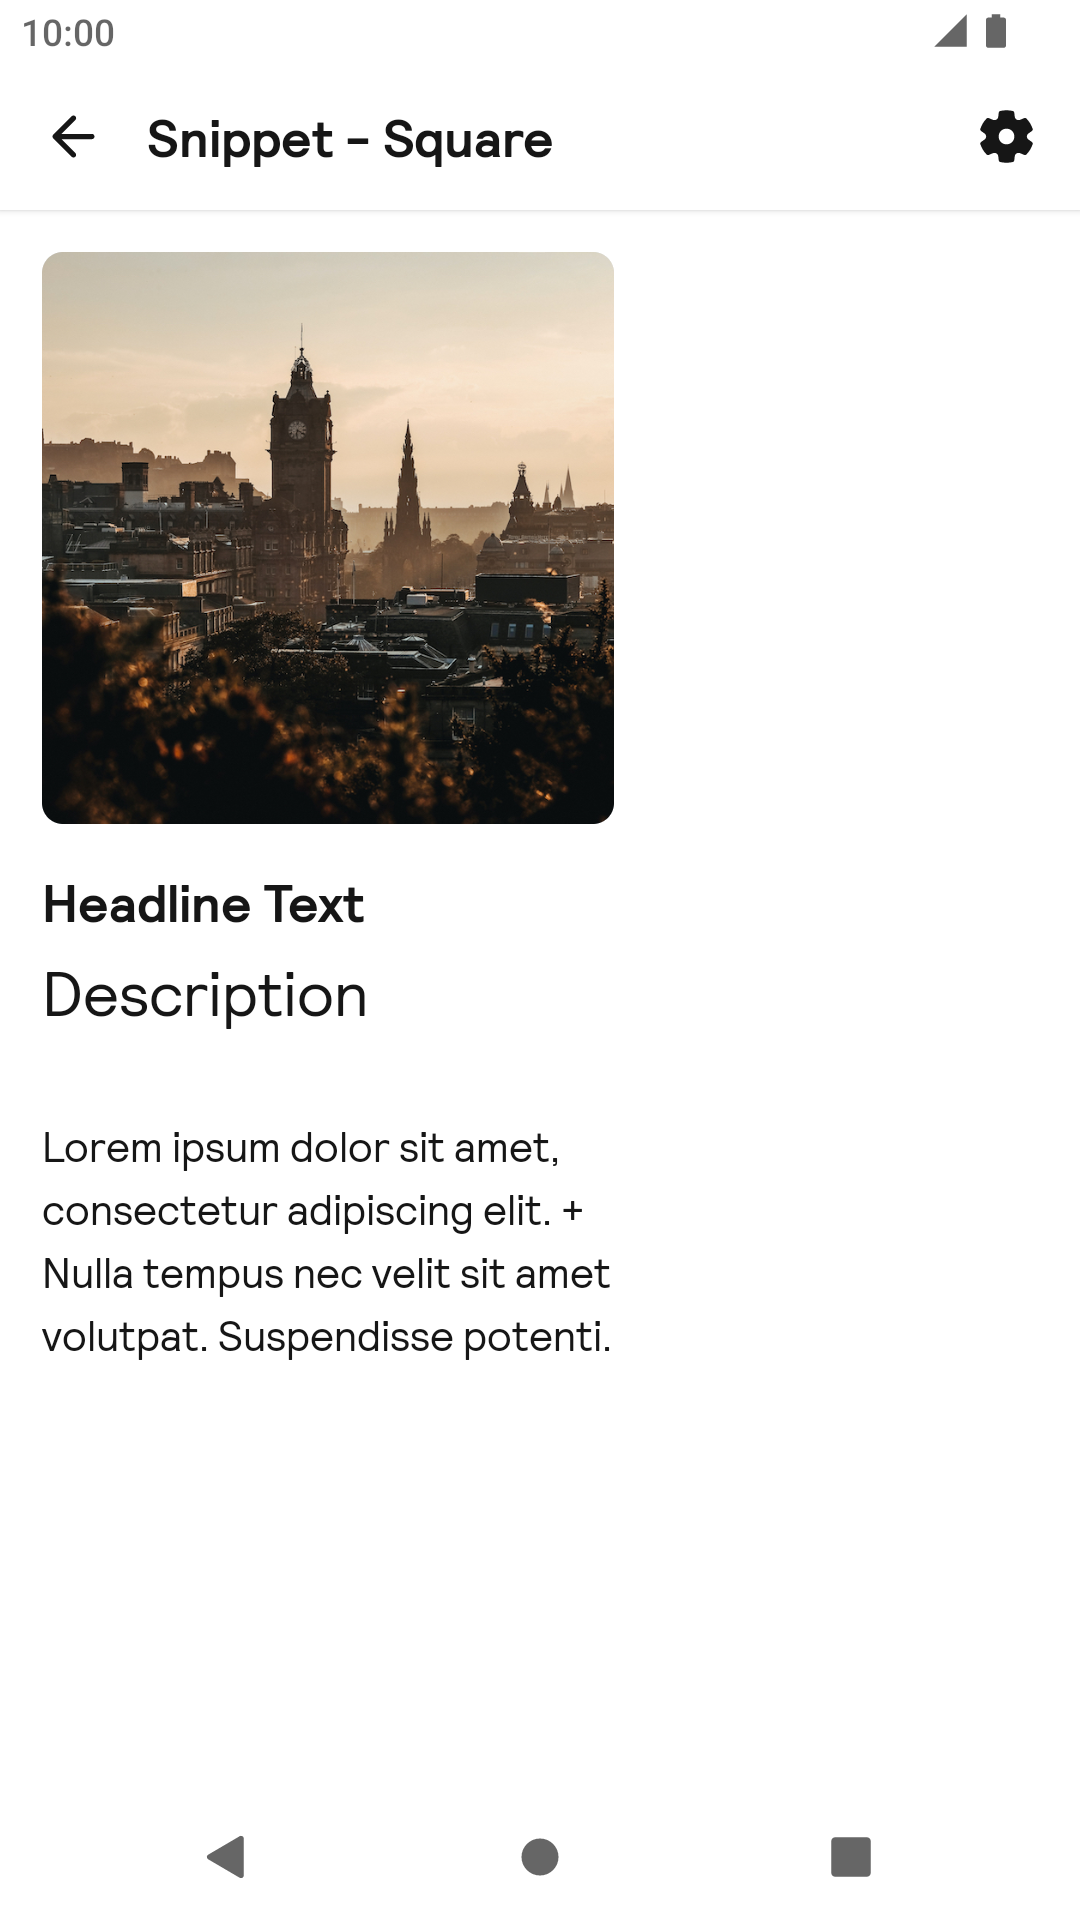 10:00
Snippet - Square
Headline Text
Description
Lorem ipsum dolor sit amet,
consectetur adipiscing elit. +
Nulla tempus nec velit sit amet
volutpat. Suspendisse potenti.